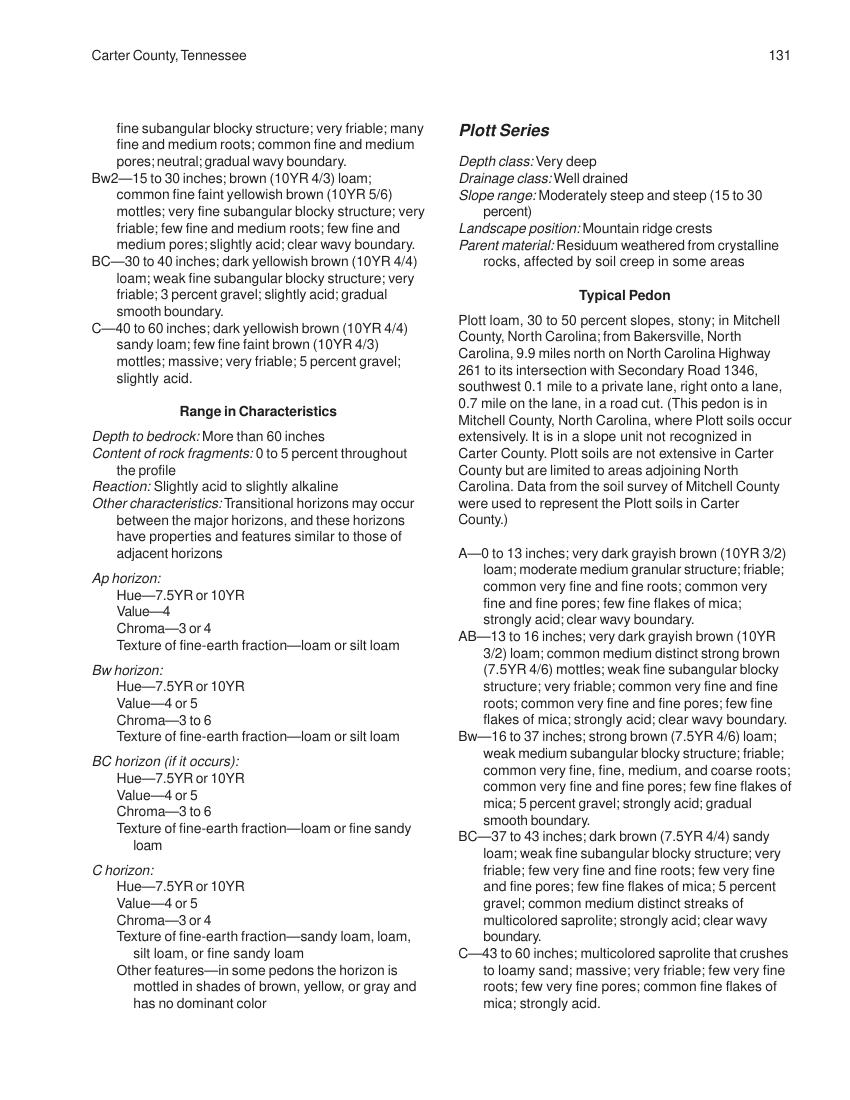 Carter County, Tennessee
131
fine subangular blocky structure; very friable; many
fine and medium roots; common fine and medium
pores; neutral; gradual wavy boundary.
Bw2—15 to 30 inches; brown (10YR 4/3) loam;
common fine faint yellowish brown (10YR 5/6)
mottles; very fine subangular blocky structure; very
friable; few fine and medium roots; few fine and
medium pores; slightly acid; clear wavy boundary.
BC—30 to 40 inches; dark yellowish brown (10YR 4/4)
loam; weak fine subangular blocky structure; very
friable; 3 percent gravel; slightly acid; gradual
smooth boundary.
C—40 to 60 inches; dark yellowish brown (10YR 4/4)
sandy loam; few fine faint brown (10YR 4/3)
mottles; massive; very friable; 5 percent gravel;
slightly acid.
Range in Characteristics
Depth to bedrock: More than 60 inches
Content of rock fragments: 0 to 5 percent throughout
the profile
Reaction: Slightly acid to slightly alkaline
Other characteristics: Transitional horizons may occur
between the major horizons, and these horizons
have properties and features similar to those of
adjacent horizons
Ap horizon:
Hue—7.5YR or 10YR
Value—4
Chroma—3 or 4
Texture of fine-earth fraction—loam or silt loam
Bw horizon:
Hue—7.5YR or 10YR
Value—4 or 5
Chroma—3 to 6
Texture of fine-earth fraction—loam or silt loam
BC horizon (if it occurs):
Hue—7.5YR or 10YR
Value—4 or 5
Chroma—3 to 6
Texture of fine-earth fraction—loam or fine sandy
loam
C horizon:
Hue—7.5YR or 10YR
Value—4 or 5
Chroma—3 or 4
Texture of fine-earth fraction—sandy loam, loam,
silt loam, or fine sandy loam
Other features—in some pedons the horizon is
mottled in shades of brown, yellow, or gray and
has no dominant color
Plott Series
Depth class: Very deep
Drainage class: Well drained
Slope range: Moderately steep and steep (15 to 30
percent)
Landscape position: Mountain ridge crests
Parent material: Residuum weathered from crystalline
rocks, affected by soil creep in some areas
Typical Pedon
Plott loam, 30 to 50 percent slopes, stony; in Mitchell
County, North Carolina; from Bakersville, North
Carolina, 9.9 miles north on North Carolina Highway
261 to its intersection with Secondary Road 1346,
southwest 0.1 mile to a private lane, right onto a lane,
0.7 mile on the lane, in a road cut. (This pedon is in
Mitchell County, North Carolina, where Plott soils occur
extensively. It is in a slope unit not recognized in
Carter County. Plott soils are not extensive in Carter
County but are limited to areas adjoining North
Carolina. Data from the soil survey of Mitchell County
were used to represent the Plott soils in Carter
County.)
A—0 to 13 inches; very dark grayish brown (10YR 3/2)
loam; moderate medium granular structure; friable;
common very fine and fine roots; common very
fine and fine pores; few fine flakes of mica;
strongly acid; clear wavy boundary.
AB—13 to 16 inches; very dark grayish brown (10YR
3/2) loam; common medium distinct strong brown
(7.5YR 4/6) mottles; weak fine subangular blocky
structure; very friable; common very fine and fine
roots; common very fine and fine pores; few fine
flakes of mica; strongly acid; clear wavy boundary.
Bw—16 to 37 inches; strong brown (7.5YR 4/6) loam;
weak medium subangular blocky structure; friable;
common very fine, fine, medium, and coarse roots;
common very fine and fine pores; few fine flakes of
mica; 5 percent gravel; strongly acid; gradual
smooth boundary.
BC—37 to 43 inches; dark brown (7.5YR 4/4) sandy
loam; weak fine subangular blocky structure; very
friable; few very fine and fine roots; few very fine
and fine pores; few fine flakes of mica; 5 percent
gravel; common medium distinct streaks of
multicolored saprolite; strongly acid; clear wavy
boundary.
C—43 to 60 inches; multicolored saprolite that crushes
to loamy sand; massive; very friable; few very fine
roots; few very fine pores; common fine flakes of
mica; strongly acid.